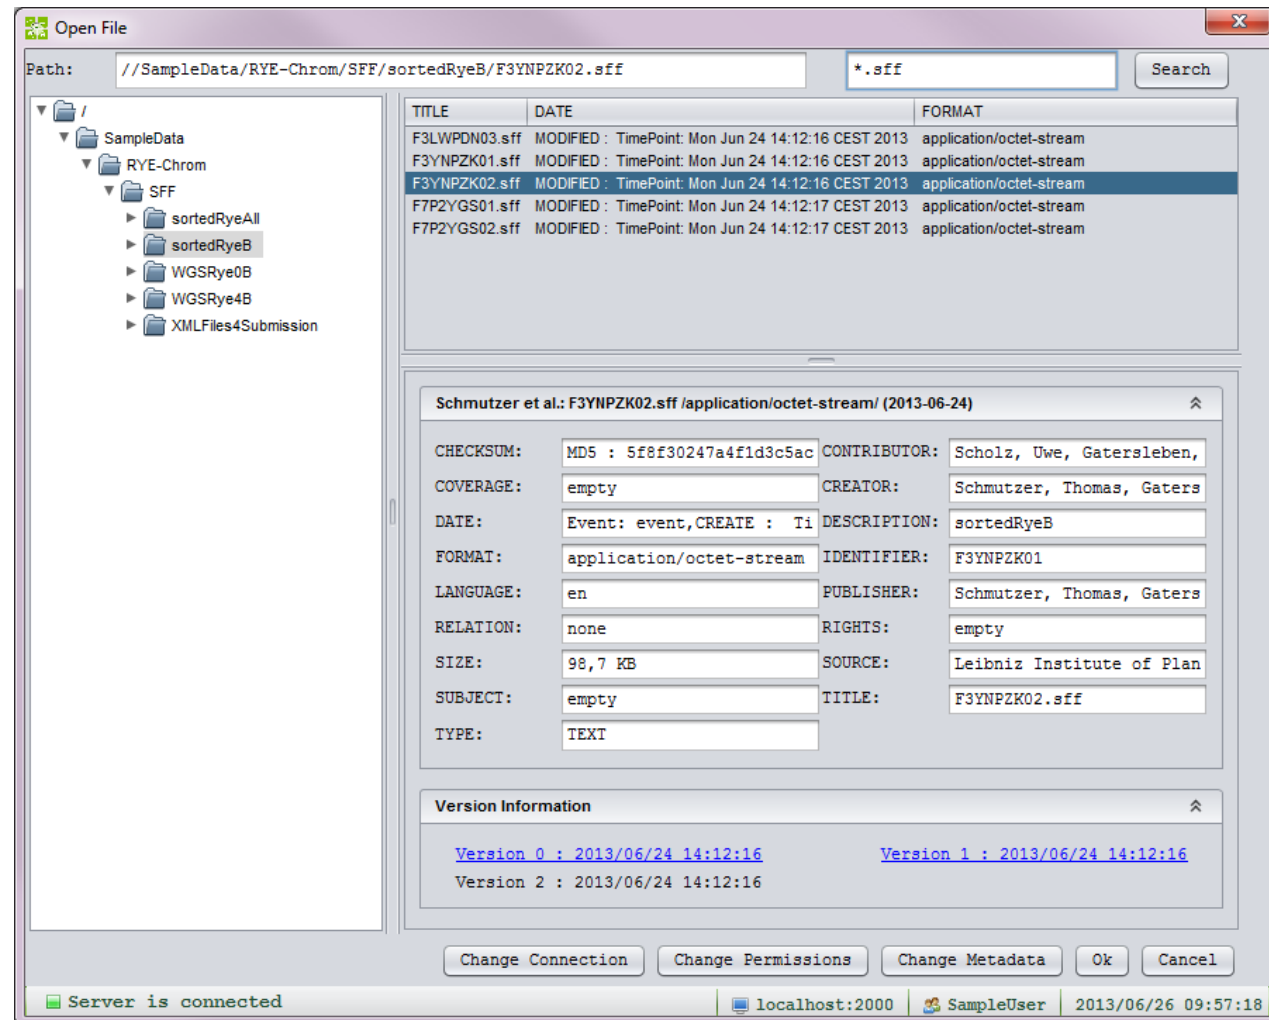 Open File
Path: //SampleData/RYE-Chrom/SFF/sortedRyeB/F3YNPZK02.sff *.sff Search
/
SampleData
RYE-Chrom
SFF
sortedRyeAll
sortedRyeB
WGSRye0B
WGSRye4B
XMLFiles4Submission
TITLE DATE FORMAT
F3LWPDN03.sff MODIFIED : TimePoint: Mon Jun 24 14:12:16 CEST 2013 application/octet-stream
F3YNPZK01.sff MODIFIED : TimePoint: Mon Jun 24 14:12:16 CEST 2013 application/octet-stream
F3YNPZK02.sff MODIFIED : TimePoint: Mon Jun 24 14:12:16 CEST 2013 application/octet-stream
F7P2YGS01.sff MODIFIED : TimePoint: Mon Jun 24 14:12:17 CEST 2013 application/octet-stream
F7P2YGS02.sff MODIFIED : TimePoint: Mon Jun 24 14:12:17 CEST 2013 application/octet-stream
Schmutzer et al.: F3YNPZK02.sff /application/octet-stream/ (2013-06-24)
CHECKSUM: MD5 : 5f8f30247a4f1d3c5ac CONTRIBUTOR: Scholz, Uwe, Gatersleben,
COVERAGE: empty CREATOR: Schmutzer, Thomas, Gaters
DATE: Event: event,CREATE : Ti DESCRIPTION: sortedRyeB
FORMAT: application/octet-stream IDENTIFIER: F3YNPZK01
LANGUAGE: en PUBLISHER: Schmutzer, Thomas, Gaters
RELATION: none RIGHTS: empty
SIZE: 98,7 KB SOURCE: Leibniz Institute of Plan
SUBJECT: empty TITLE: F3YNPZK02.sff
TYPE: TEXT
Version Information
Version 0 : 2013/06/24 14:12:16 Version 1 : 2013/06/24 14:12:16
Version 2 : 2013/06/24 14:12:16
Change Connection Change Permissions Change Metadata Ok Cancel
Server is connected localhost:2000 SampleUser 2013/06/26 09:57:18